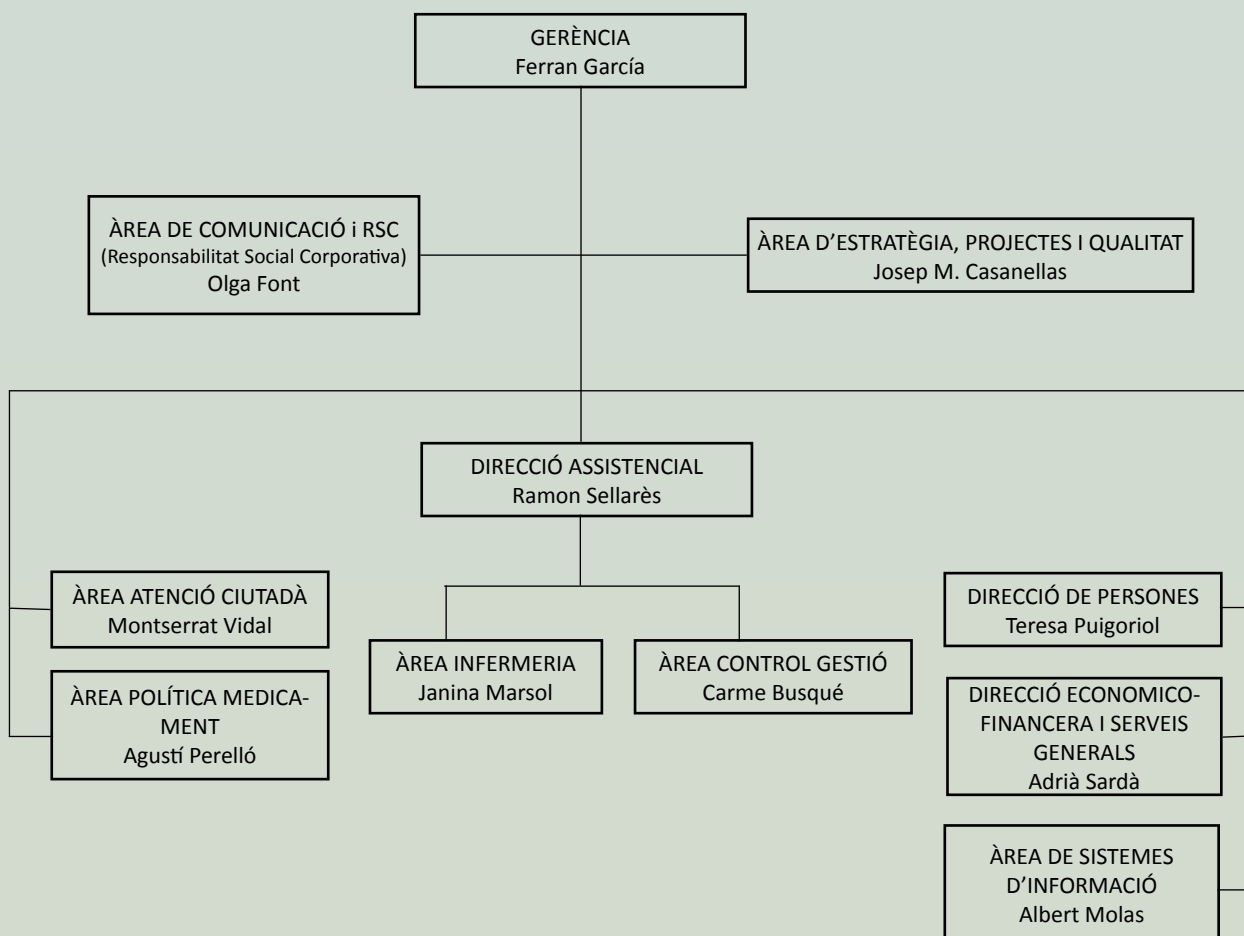 GERÈNCIA
Ferran García
ÀREA DE COMUNICACIÓ i RSC
(Responsabilitat Social Corporativa)
Olga Font
ÀREA D’ESTRATÈGIA, PROJECTES I QUALITAT
Josep M. Casanellas
DIRECCIÓ ASSISTENCIAL
Ramon Sellarès
ÀREA ATENCIÓ CIUTADÀ
Montserrat Vidal
ÀREA POLÍTICA MEDICA-
MENT
Agustí Perelló
ÀREA INFERMERIA
Janina Marsol
ÀREA CONTROL GESTIÓ
Carme Busqué
DIRECCIÓ DE PERSONES
Teresa Puigoriol
DIRECCIÓ ECONOMICO-
FINANCERA I SERVEIS
GENERALS
Adrià Sardà
ÀREA DE SISTEMES
D’INFORMACIÓ
Albert Molas